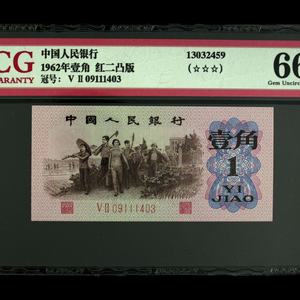 CG
ARANTY
中国人民银行
1962年壹角 红二凸版
冠号: V II 09111403
13032459
(☆☆☆)
66
Gem Uncirc
中國人民銀行
壹角
1
YI
JIAO
V II 09111403